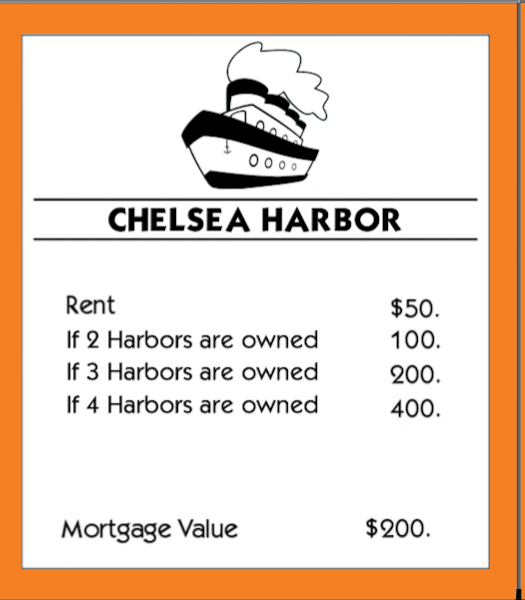 CHELSEA HARBOR
Rent $50.
If 2 Harbors are owned 100.
If 3 Harbors are owned 200.
If 4 Harbors are owned 400.
Mortgage Value $200.